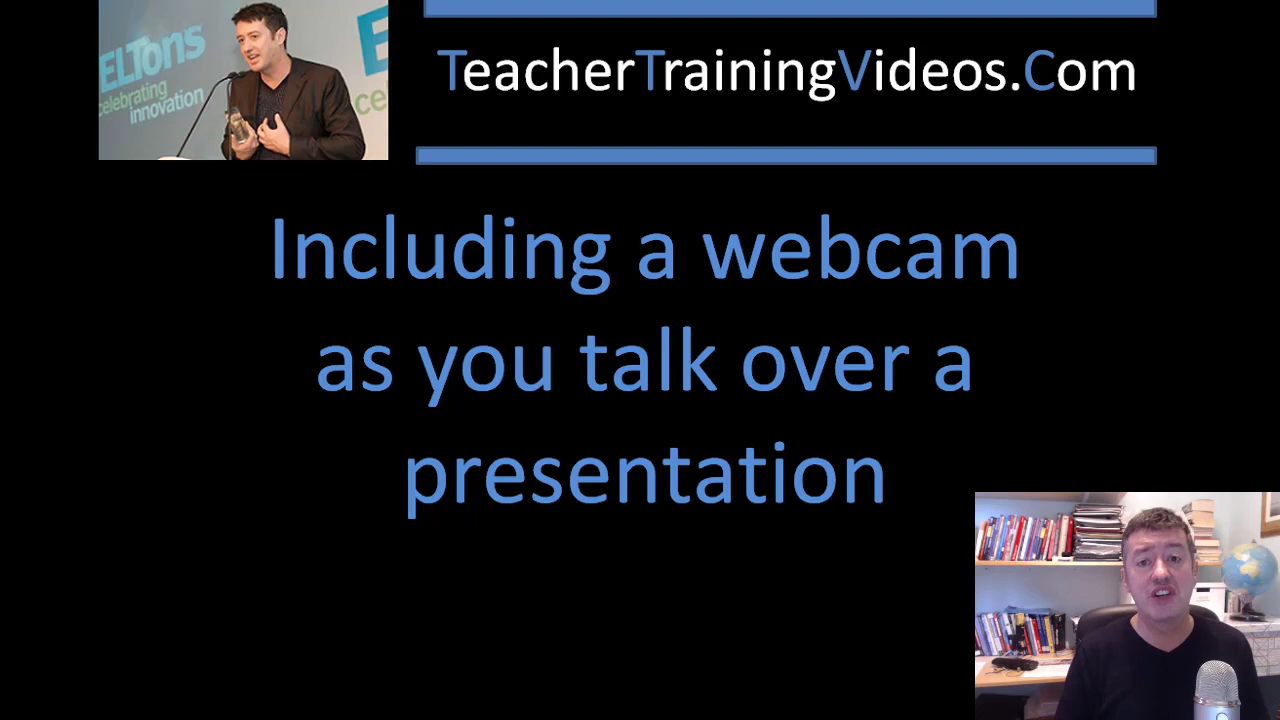 ELTons
celebrating
innovation
TeacherTrainingVideos.Com
Including a webcam
as you talk over a
presentation